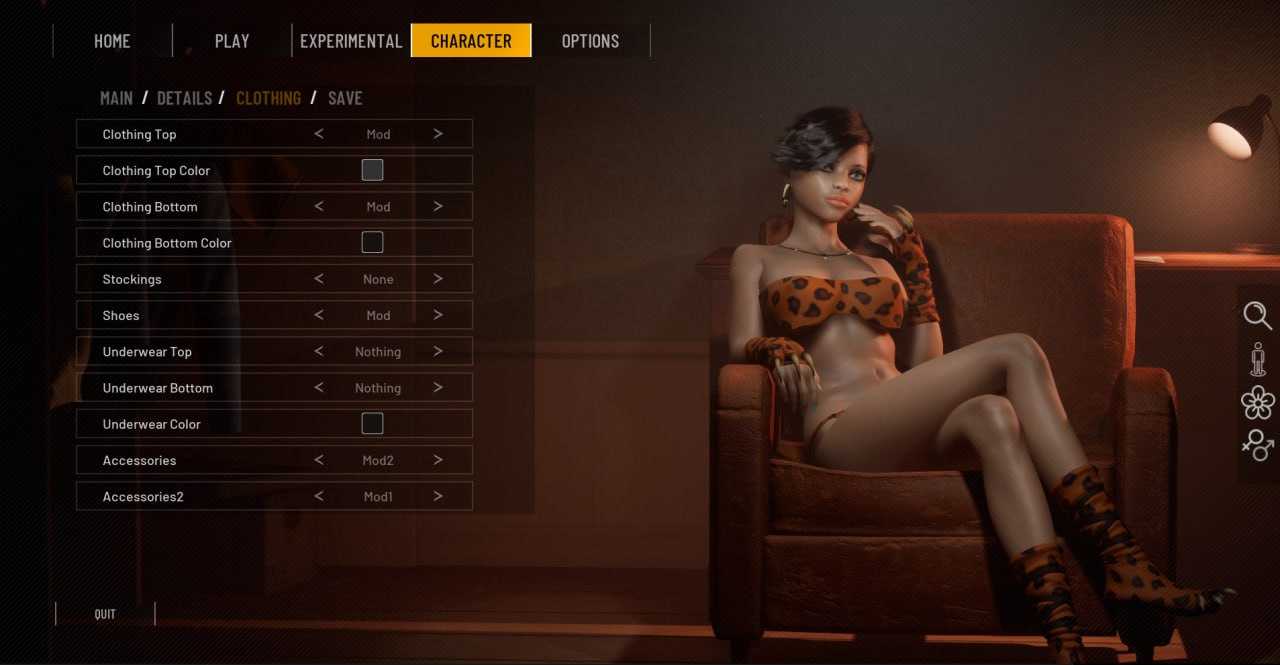 HOME PLAY EXPERIMENTAL CHARACTER OPTIONS
MAIN / DETAILS / CLOTHING / SAVE
Clothing Top < Mod >
Clothing Top Color
Clothing Bottom < Mod >
Clothing Bottom Color
Stockings < None >
Shoes < Mod >
Underwear Top < Nothing >
Underwear Bottom < Nothing >
Underwear Color
Accessories < Mod2 >
Accessories2 < Mod1 >
QUIT